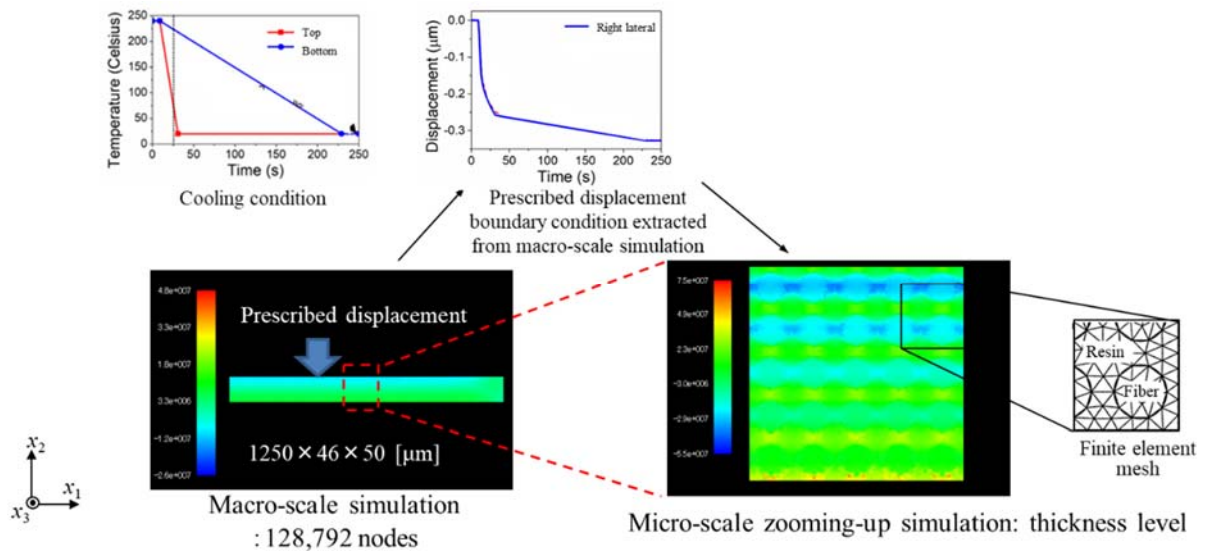 Temperature (Celsius)
250
200
150
100
50
0
Top
Bottom
0 50 100 150 200 250
Time (s)
Cooling condition
Displacement (μm)
0.0
-0.1
-0.2
-0.3
Right lateral
0 50 100 150 200 250
Time (s)
Prescribed displacement
boundary condition extracted
from macro-scale simulation
4.8e+007
3.3e+007
1.8e+007
3.3e+006
-1.2e+007
-2.6e+007
Prescribed displacement
1250 × 46 × 50 [μm]
x2
x1
x3
Macro-scale simulation
: 128,792 nodes
7.5e+007
4.9e+007
2.3e+007
-3.0e+006
-2.9e+007
-5.5e+007
Micro-scale zooming-up simulation: thickness level
Resin
Fiber
Finite element
mesh